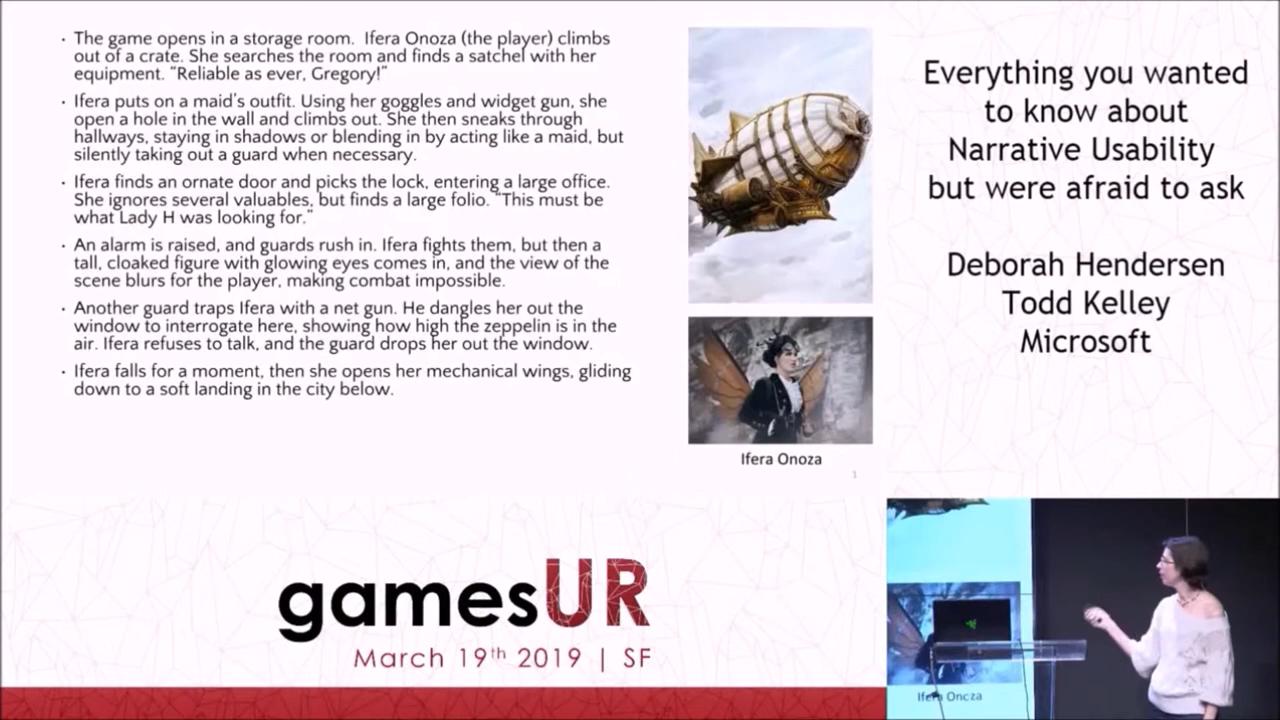 · The game opens in a storage room.  Ifera Onoza (the player) climbs
out of a crate. She searches the room and finds a satchel with her
equipment. “Reliable as ever, Gregory!”
· Ifera puts on a maid’s outfit. Using her goggles and widget gun, she
open a hole in the wall and climbs out. She then sneaks through
hallways, staying in shadows or blending in by acting like a maid, but
silently taking out a guard when necessary.
· Ifera finds an ornate door and picks the lock, entering a large office.
She ignores several valuables, but finds a large folio. “This must be
what Lady H was looking for.”
· An alarm is raised, and guards rush in. Ifera fights them, but then a
tall, cloaked figure with glowing eyes comes in, and the view of the
scene blurs for the player, making combat impossible.
· Another guard traps Ifera with a net gun. He dangles her out the
window to interrogate here, showing how high the zeppelin is in the
air. Ifera refuses to talk, and the guard drops her out the window.
· Ifera falls for a moment, then she opens her mechanical wings, gliding
down to a soft landing in the city below.
Ifera Onoza
1
Everything you wanted
to know about
Narrative Usability
but were afraid to ask
Deborah Hendersen
Todd Kelley
Microsoft
gamesUR
March 19th 2019 | SF
Ifera Onoza